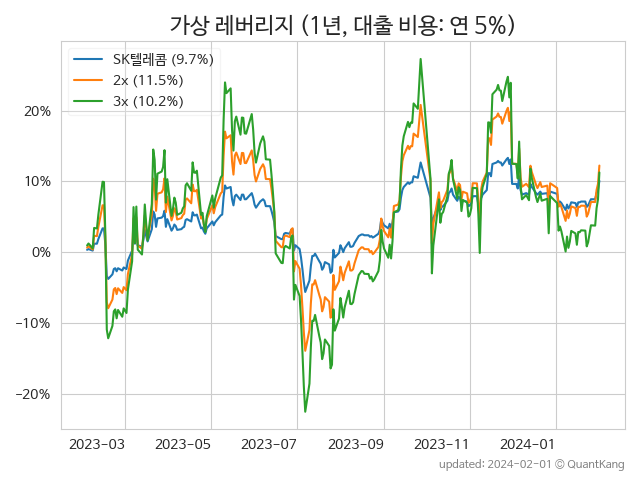 가상 레버리지 (1년, 대출 비용: 연 5%)
SK텔레콤 (9.7%)
2x (11.5%)
3x (10.2%)
20%
10%
0%
−10%
−20%
2023-03 2023-05 2023-07 2023-09 2023-11 2024-01
updated: 2024-02-01 © QuantKang